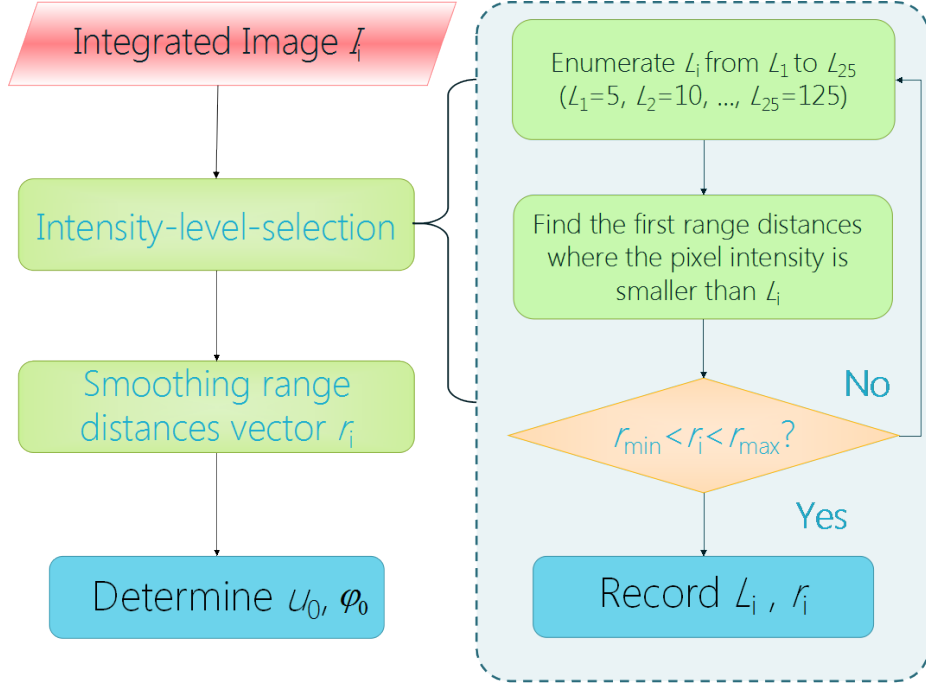 Integrated Image Iᵢ
Intensity-level-selection
Smoothing range
distances vector rᵢ
Determine u₀, φ₀
Enumerate Lᵢ from L₁ to L₂₅
(L₁=5, L₂=10, ..., L₂₅=125)
Find the first range distances
where the pixel intensity is
smaller than Lᵢ
No
r_min<rᵢ<r_max?
Yes
Record Lᵢ , rᵢ